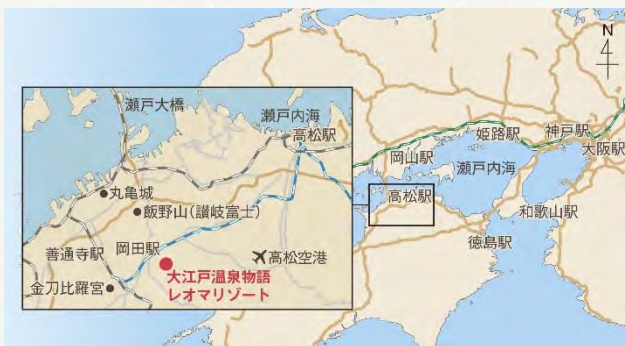 N
瀬戸大橋
瀬戸内海
高松駅
丸亀城
飯野山(讃岐富士)
岡田駅
善通寺駅
高松空港
大江戸温泉物語
レオマリゾート
金刀比羅宮
姫路駅
神戸駅
大阪駅
岡山駅
瀬戸内海
高松駅
和歌山駅
徳島駅